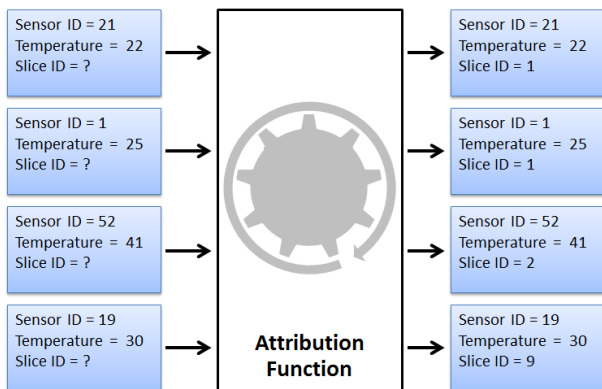 Sensor ID = 21
Temperature = 22
Slice ID = ?
Sensor ID = 1
Temperature = 25
Slice ID = ?
Sensor ID = 52
Temperature = 41
Slice ID = ?
Sensor ID = 19
Temperature = 30
Slice ID = ?
Attribution
Function
Sensor ID = 21
Temperature = 22
Slice ID = 1
Sensor ID = 1
Temperature = 25
Slice ID = 1
Sensor ID = 52
Temperature = 41
Slice ID = 2
Sensor ID = 19
Temperature = 30
Slice ID = 9